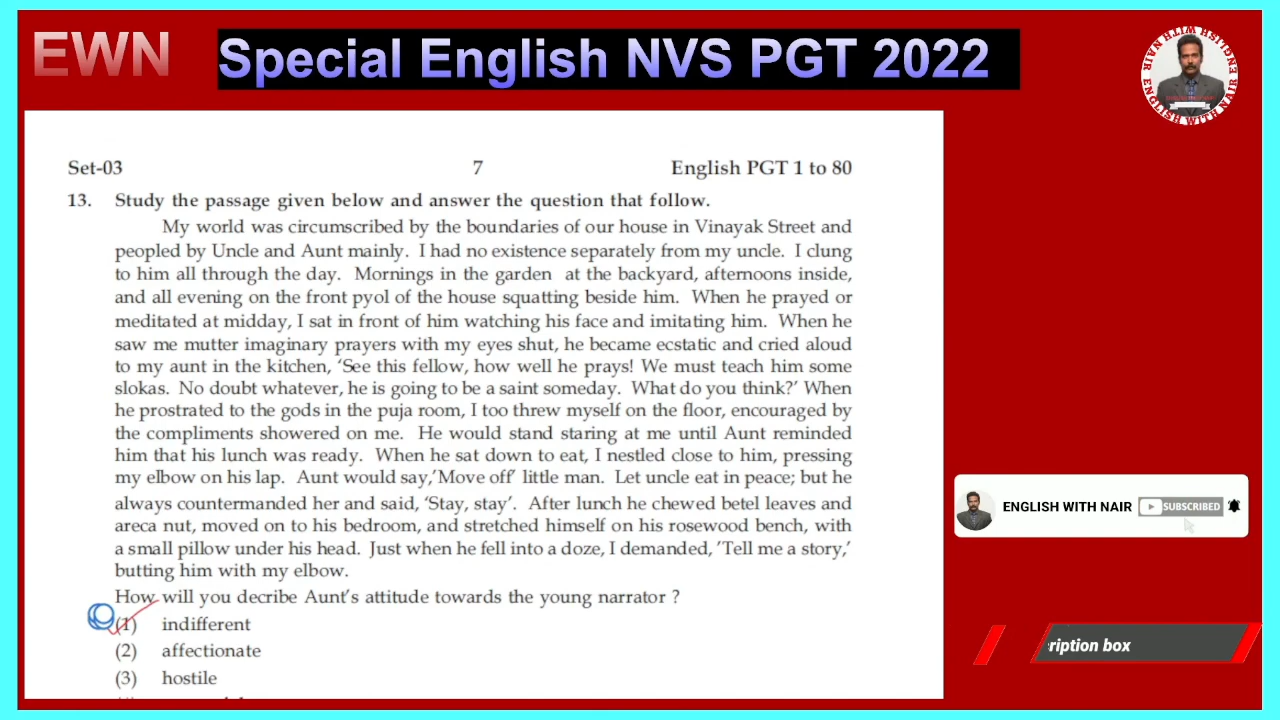 EWN
Special English NVS PGT 2022
ENGLISH WITH NAIR ENGLISH WITH NAIR
Set-03 7 English PGT 1 to 80
13. Study the passage given below and answer the question that follow.
My world was circumscribed by the boundaries of our house in Vinayak Street and
peopled by Uncle and Aunt mainly. I had no existence separately from my uncle. I clung
to him all through the day. Mornings in the garden at the backyard, afternoons inside,
and all evening on the front pyol of the house squatting beside him. When he prayed or
meditated at midday, I sat in front of him watching his face and imitating him. When he
saw me mutter imaginary prayers with my eyes shut, he became ecstatic and cried aloud
to my aunt in the kitchen, ‘See this fellow, how well he prays! We must teach him some
slokas. No doubt whatever, he is going to be a saint someday. What do you think?’ When
he prostrated to the gods in the puja room, I too threw myself on the floor, encouraged by
the compliments showered on me. He would stand staring at me until Aunt reminded
him that his lunch was ready. When he sat down to eat, I nestled close to him, pressing
my elbow on his lap. Aunt would say,’Move off’ little man. Let uncle eat in peace; but he
always countermanded her and said, ‘Stay, stay’. After lunch he chewed betel leaves and
areca nut, moved on to his bedroom, and stretched himself on his rosewood bench, with
a small pillow under his head. Just when he fell into a doze, I demanded, ‘Tell me a story,’
butting him with my elbow.
How will you decribe Aunt’s attitude towards the young narrator ?
(1) indifferent
(2) affectionate
(3) hostile
ENGLISH WITH NAIR SUBSCRIBED
ription box